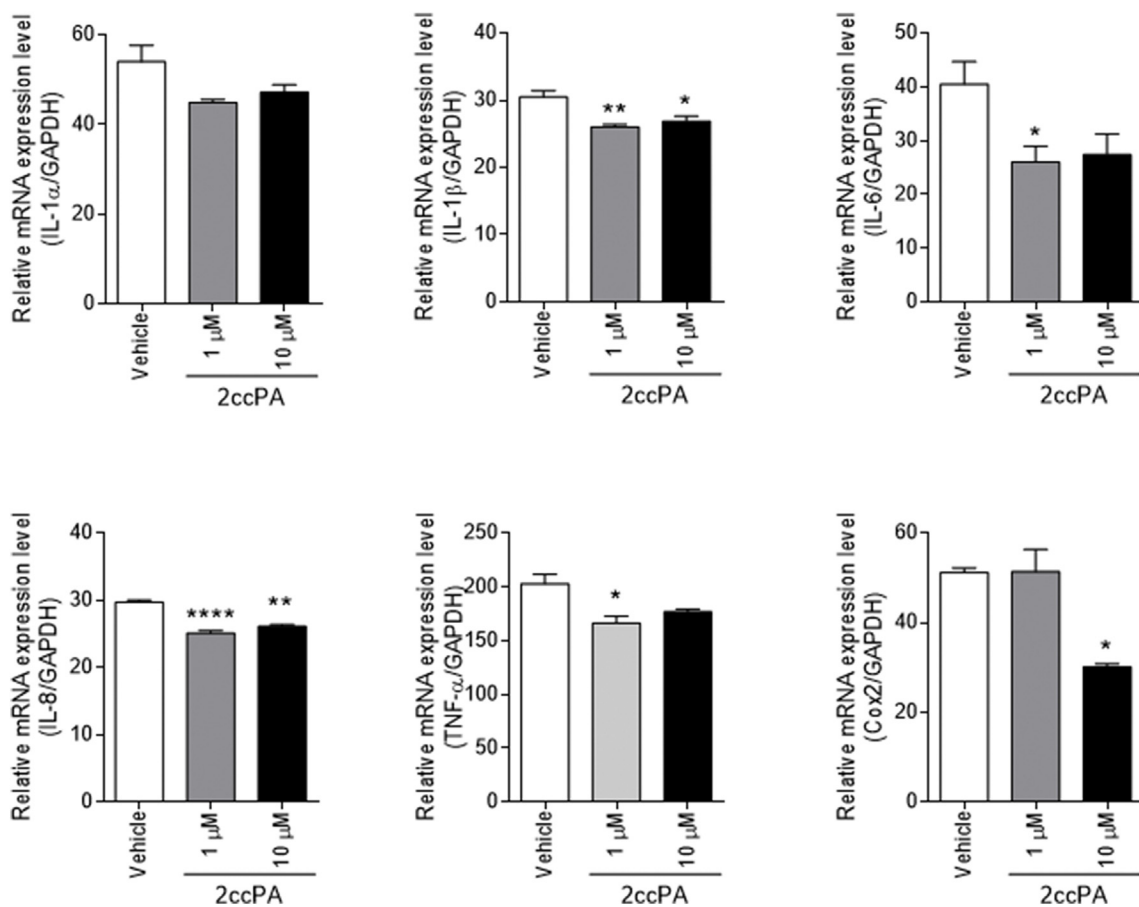 Relative mRNA expression level
(IL-1α/GAPDH)
60
40
20
0
Vehicle
1 μM
10 μM
2ccPA
Relative mRNA expression level
(IL-1β/GAPDH)
40
30
20
10
0
**
*
Vehicle
1 μM
10 μM
2ccPA
Relative mRNA expression level
(IL-6/GAPDH)
50
40
30
20
10
0
*
Vehicle
1 μM
10 μM
2ccPA
Relative mRNA expression level
(IL-8/GAPDH)
40
30
20
10
0
****
**
Vehicle
1 μM
10 μM
2ccPA
Relative mRNA expression level
(TNF-α/GAPDH)
250
200
150
100
50
0
*
Vehicle
1 μM
10 μM
2ccPA
Relative mRNA expression level
(Cox2/GAPDH)
60
40
20
0
*
Vehicle
1 μM
10 μM
2ccPA